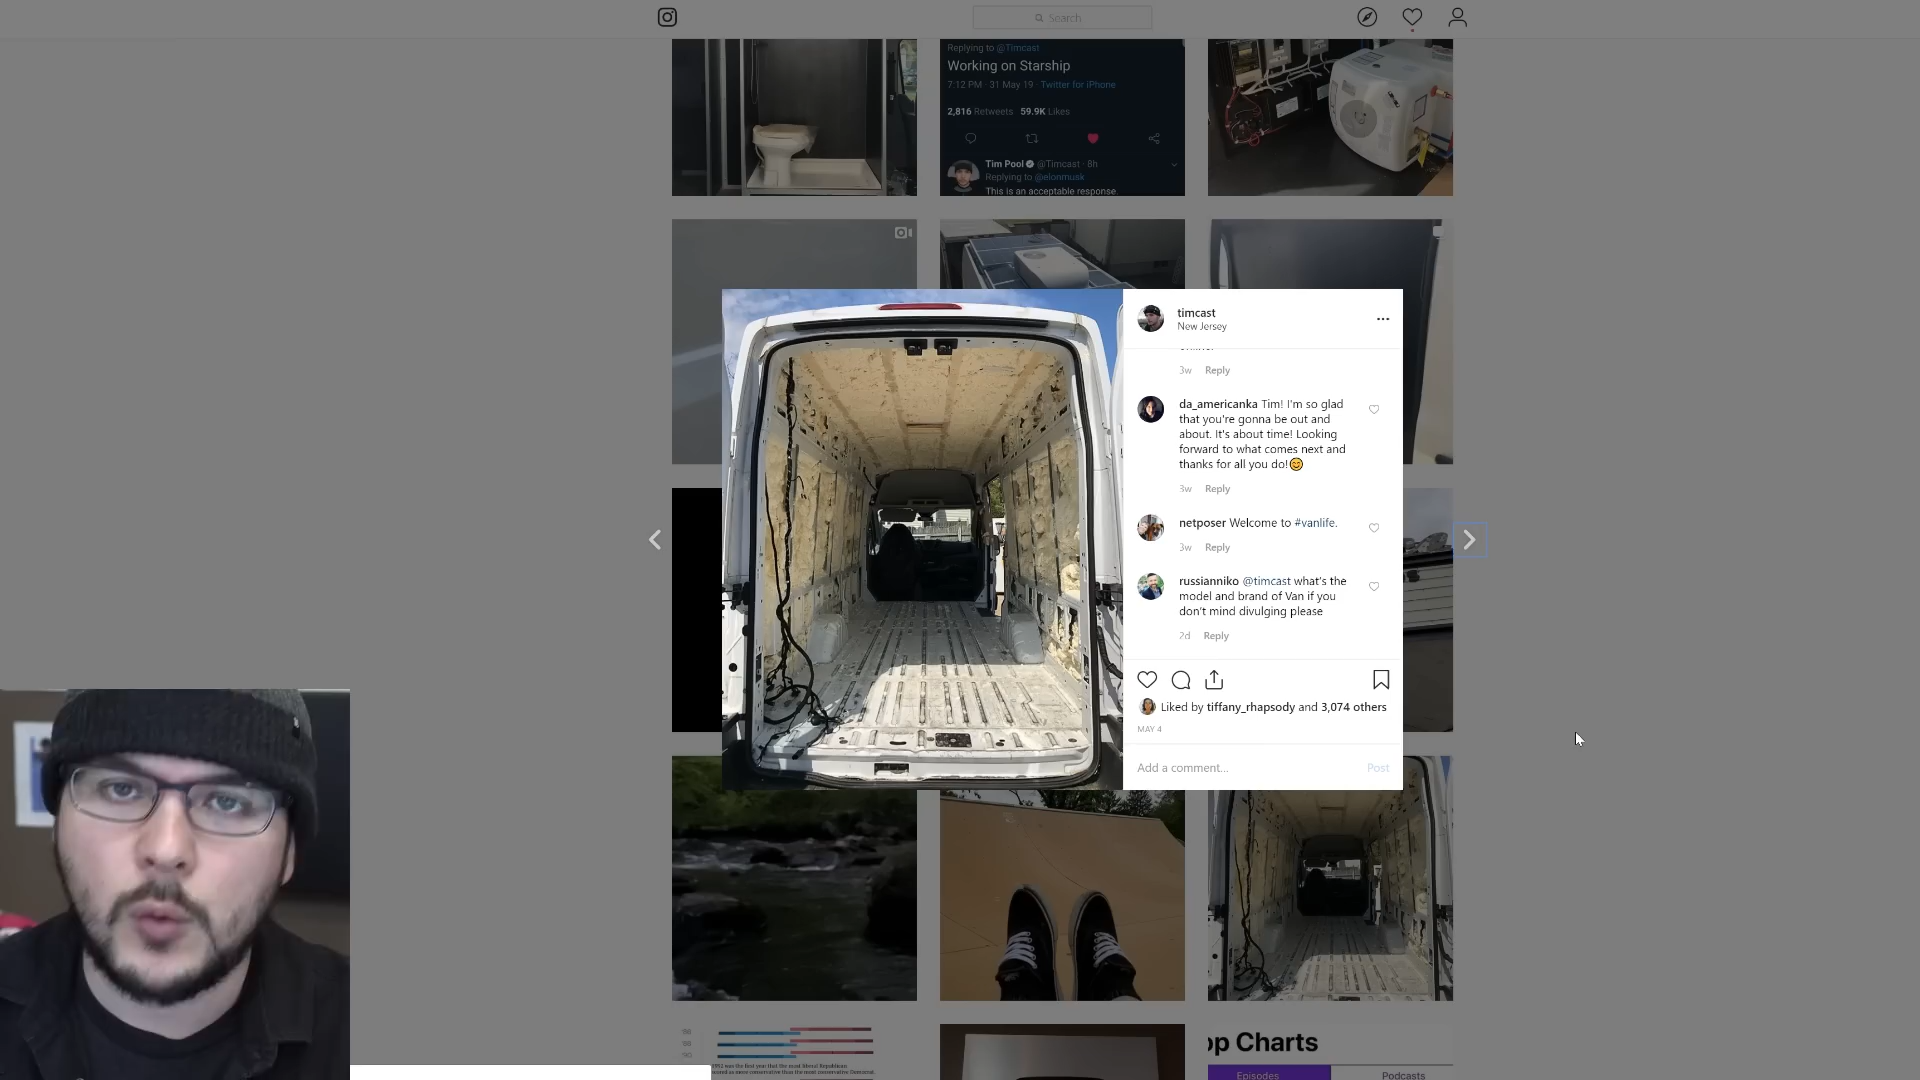 Search
Replying to @Timcast
Working on Starship
7:12 PM · 31 May 19 · Twitter for iPhone
2,816 Retweets 59.9K Likes
Tim Pool @Timcast · 8h
Replying to @elonmusk
This is an acceptable response.
timcast
New Jersey
3w Reply
da_americanka Tim! I'm so glad
that you're gonna be out and
about. It's about time! Looking
forward to what comes next and
thanks for all you do!😊
3w Reply
netposer Welcome to #vanlife.
3w Reply
russianniko @timcast what's the
model and brand of Van if you
don't mind divulging please
2d Reply
Liked by tiffany_rhapsody and 3,074 others
MAY 4
Add a comment... Post
op Charts
Episodes Podcasts